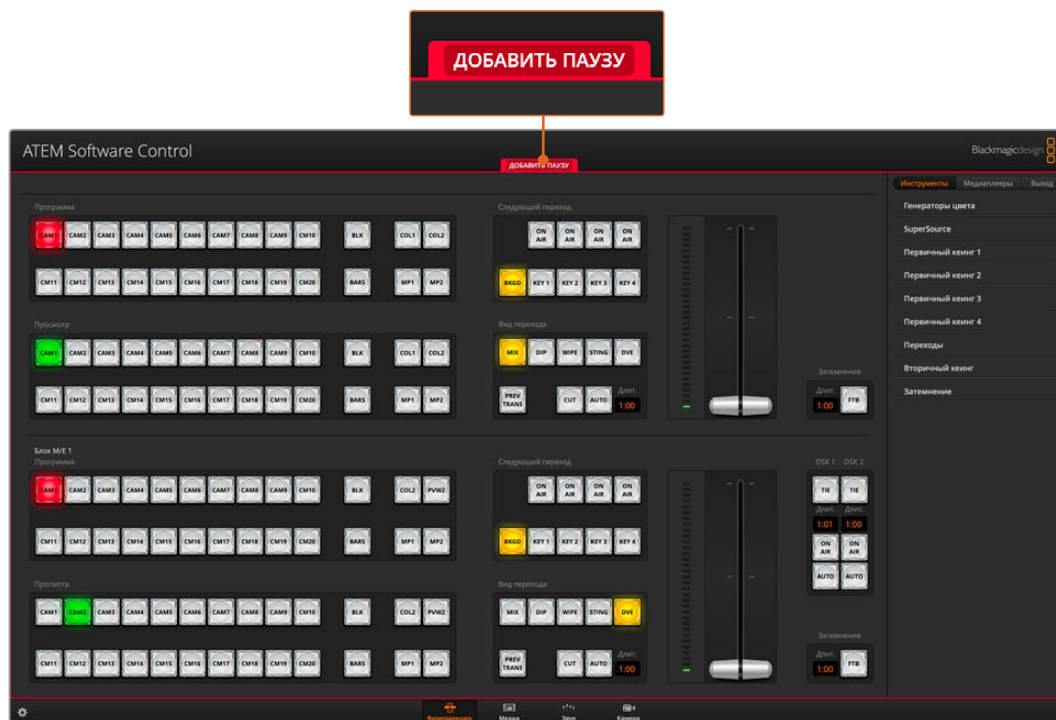 ДОБАВИТЬ ПАУЗУ
ATEM Software Control
ДОБАВИТЬ ПАУЗУ
Blackmagicdesign
Инструменты Медиаплееры Выход
Генераторы цвета
SuperSource
Первичный кеинг 1
Первичный кеинг 2
Первичный кеинг 3
Первичный кеинг 4
Переходы
Вторичный кеинг
Затемнение
Программа
CAM1 CAM2 CAM3 CAM4 CAM5 CAM6 CAM7 CAM8 CAM9 CM10 BLK COL1 COL2
CM11 CM12 CM13 CM14 CM15 CM16 CM17 CM18 CM19 CM20 BARS MP1 MP2
Следующий переход
ON AIR ON AIR ON AIR ON AIR
BKGD KEY 1 KEY 2 KEY 3 KEY 4
Просмотр
CAM1 CAM2 CAM3 CAM4 CAM5 CAM6 CAM7 CAM8 CAM9 CM10 BLK COL1 COL2
CM11 CM12 CM13 CM14 CM15 CM16 CM17 CM18 CM19 CM20 BARS MP1 MP2
Вид перехода
MIX DIP WIPE STING DVE
Длит.
PREV TRANS CUT AUTO 1:00
Затемнение
Длит.
1:00 FTB
Блок M/E 1
Программа
CAM1 CAM2 CAM3 CAM4 CAM5 CAM6 CAM7 CAM8 CAM9 CM10 BLK COL2 PVW2
CM11 CM12 CM13 CM14 CM15 CM16 CM17 CM18 CM19 CM20 BARS MP1 MP2
Следующий переход
ON AIR ON AIR ON AIR ON AIR
BKGD KEY 1 KEY 2 KEY 3 KEY 4
DSK 1 DSK 2
TIE TIE
Длит. Длит.
1:01 1:00
ON AIR ON AIR
AUTO AUTO
Просмотр
CAM1 CAM2 CAM3 CAM4 CAM5 CAM6 CAM7 CAM8 CAM9 CM10 BLK COL2 PVW2
CM11 CM12 CM13 CM14 CM15 CM16 CM17 CM18 CM19 CM20 BARS MP1 MP2
Вид перехода
MIX DIP WIPE STING DVE
Длит.
PREV TRANS CUT AUTO 1:00
Затемнение
Длит.
1:00 FTB
Видеомикшер Медиа Звук Камера